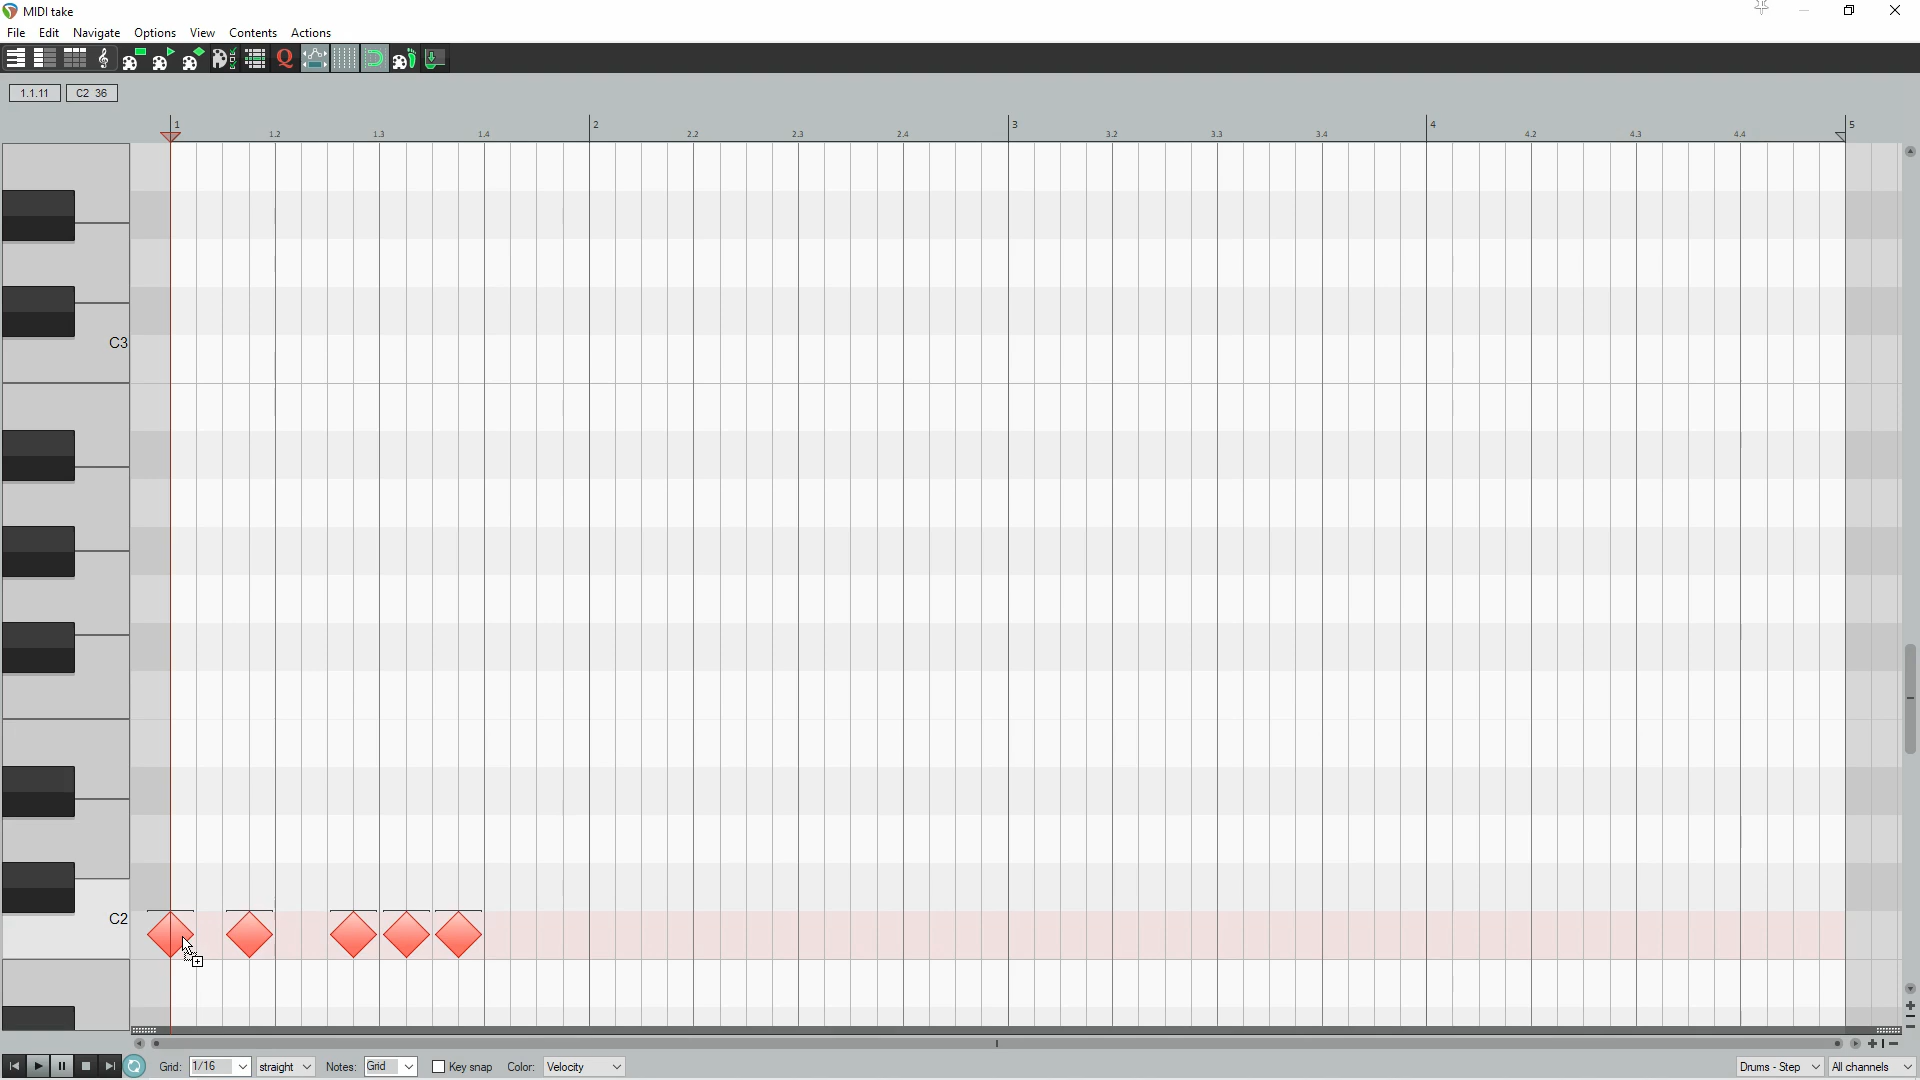 MIDI take
File Edit Navigate Options View Contents Actions
Q
1.1.11 C2 36
1 1.2 1.3 1.4 2 2.2 2.3 2.4 3 3.2 3.3 3.4 4 4.2 4.3 4.4 5
C3
C2
Grid: 1/16 straight Notes: Grid Key snap Color: Velocity Drums - Step All channels